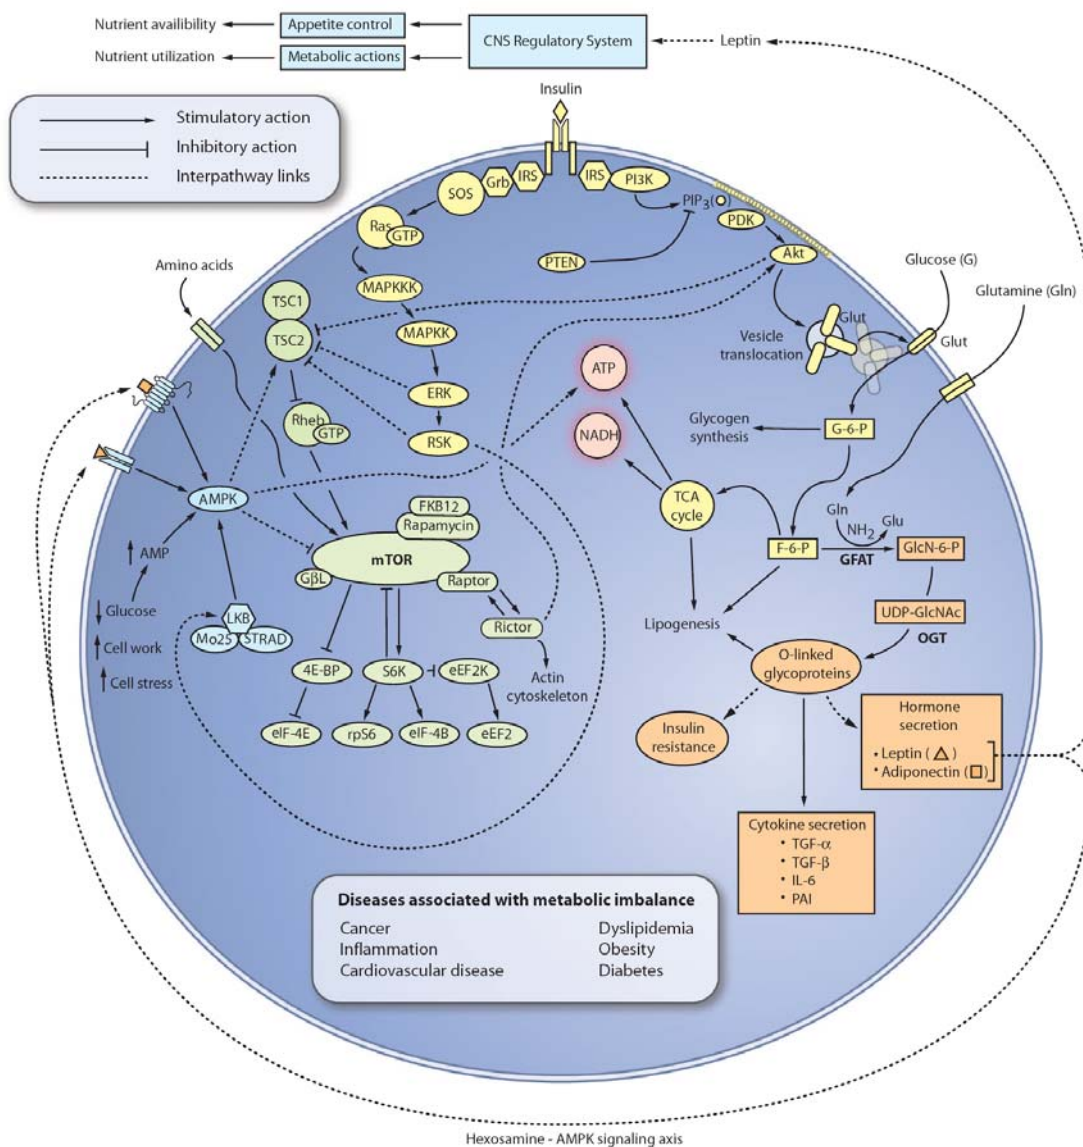 Nutrient availibility
Appetite control
CNS Regulatory System
Leptin
Nutrient utilization
Metabolic actions
Stimulatory action
Inhibitory action
Interpathway links
Insulin
SOS
Grb
IRS
IRS
PI3K
PIP3( )
PDK
Ras
GTP
PTEN
Akt
Amino acids
MAPKKK
TSC1
TSC2
MAPKK
ERK
RSK
Rheb
GTP
Glucose (G)
Glutamine (Gln)
Glut
Glut
Vesicle
translocation
ATP
NADH
Glycogen
synthesis
G-6-P
AMPK
FKB12
Rapamycin
mTOR
GβL
Raptor
Rictor
TCA
cycle
Gln
NH2
Glu
F-6-P
GFAT
GlcN-6-P
AMP
Glucose
Cell work
Cell stress
LKB
Mo25
STRAD
UDP-GlcNAc
OGT
Lipogenesis
4E-BP
S6K
eEF2K
Actin
cytoskeleton
eIF-4E
rpS6
eIF-4B
eEF2
O-linked
glycoproteins
Insulin
resistance
Hormone
secretion
• Leptin ( )
• Adiponectin ( )
Cytokine secretion
• TGF-α
• TGF-β
• IL-6
• PAI
Diseases associated with metabolic imbalance
Cancer
Dyslipidemia
Inflammation
Obesity
Cardiovascular disease
Diabetes
Hexosamine - AMPK signaling axis